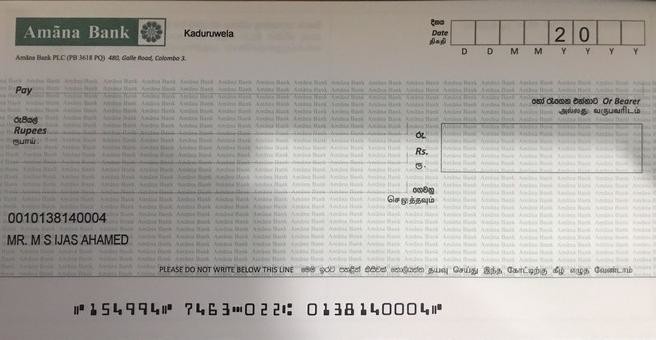 Amãna Bank
Kaduruwela
Amãna Bank PLC (PB 3618 PQ) 480, Galle Road, Colombo 3.
දිනය
Date
திகதி
2 0
D D M M Y Y Y Y
Pay
හෝ රැගෙන එන්නාට Or Bearer
அல்லது வருபவரிடம்
රුපියල්
Rupees
ரூபாய்
රු.
Rs.
ரூ.
ගෙවනු
செலுத்தவும்
0010138140004
MR. M S IJAS AHAMED
PLEASE DO NOT WRITE BELOW THIS LINE මෙම ඉරට පහළින් කිසිවක් නොලියන්න தயவு செய்து இந்த கோட்டிற்கு கீழ் எழுத வேண்டாம்
⑈154994⑈ 7463⑉022⑆ 0138140004⑈